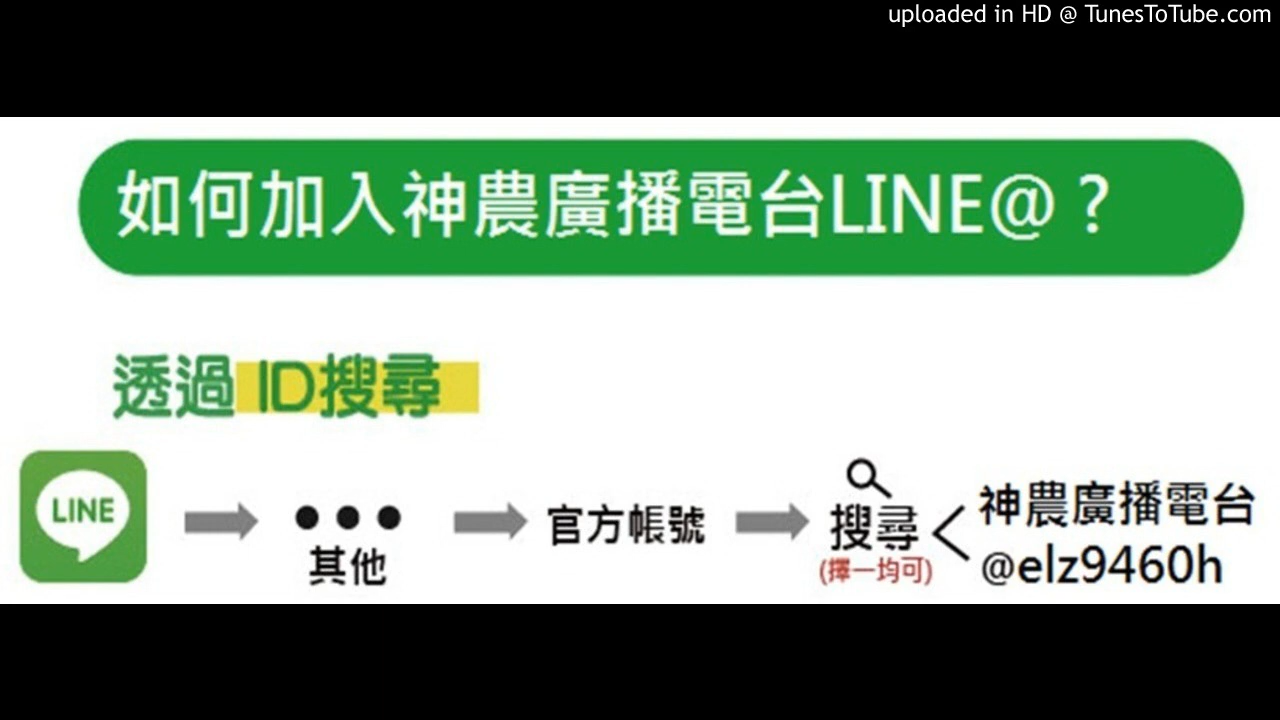 uploaded in HD @ TunesToTube.com
如何加入神農廣播電台LINE@？
透過 ID搜尋
LINE
●●●
其他
官方帳號
搜尋
(擇一均可)
神農廣播電台
@elz9460h